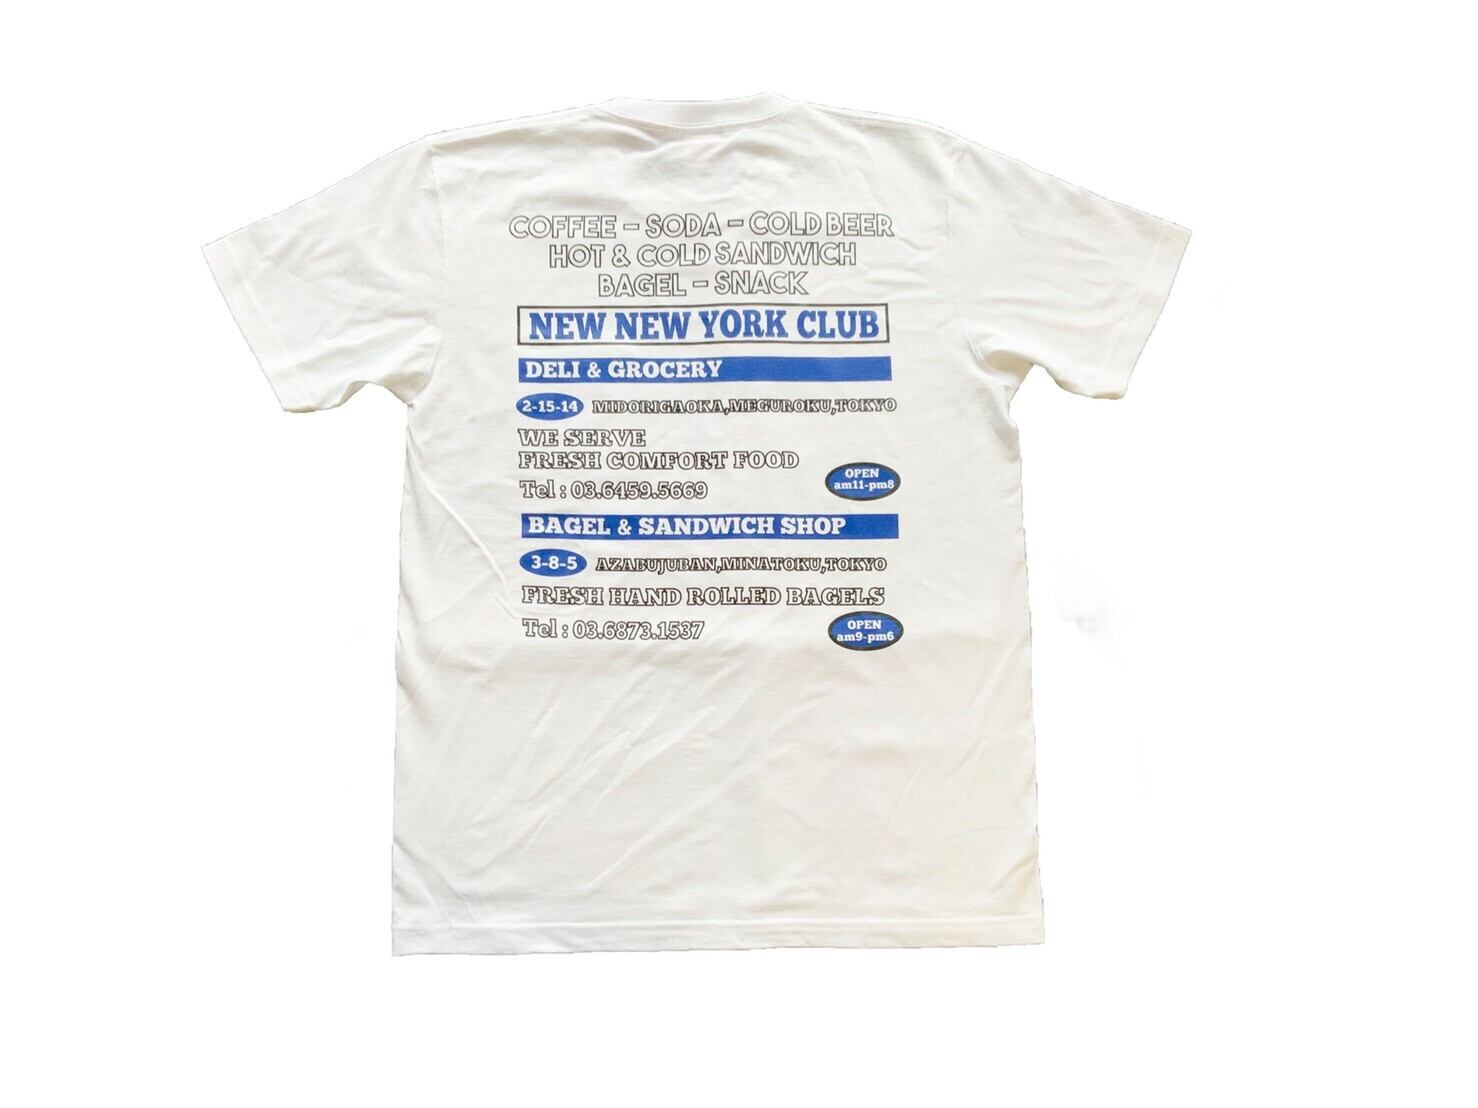 COFFEE – SODA – COLD BEER
HOT & COLD SANDWICH
BAGEL – SNACK
NEW NEW YORK CLUB
DELI & GROCERY
2-15-14 MIDORIGAOKA,MEGUROKU,TOKYO
WE SERVE
FRESH COMFORT FOOD
Tel : 03.6459.5669
OPEN
am11-pm8
BAGEL & SANDWICH SHOP
3-8-5 AZABUJUBAN,MINATOKU,TOKYO
FRESH HAND ROLLED BAGELS
Tel : 03.6873.1537
OPEN
am9-pm6